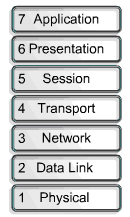 7 Application
6 Presentation
5 Session
4 Transport
3 Network
2 Data Link
1 Physical